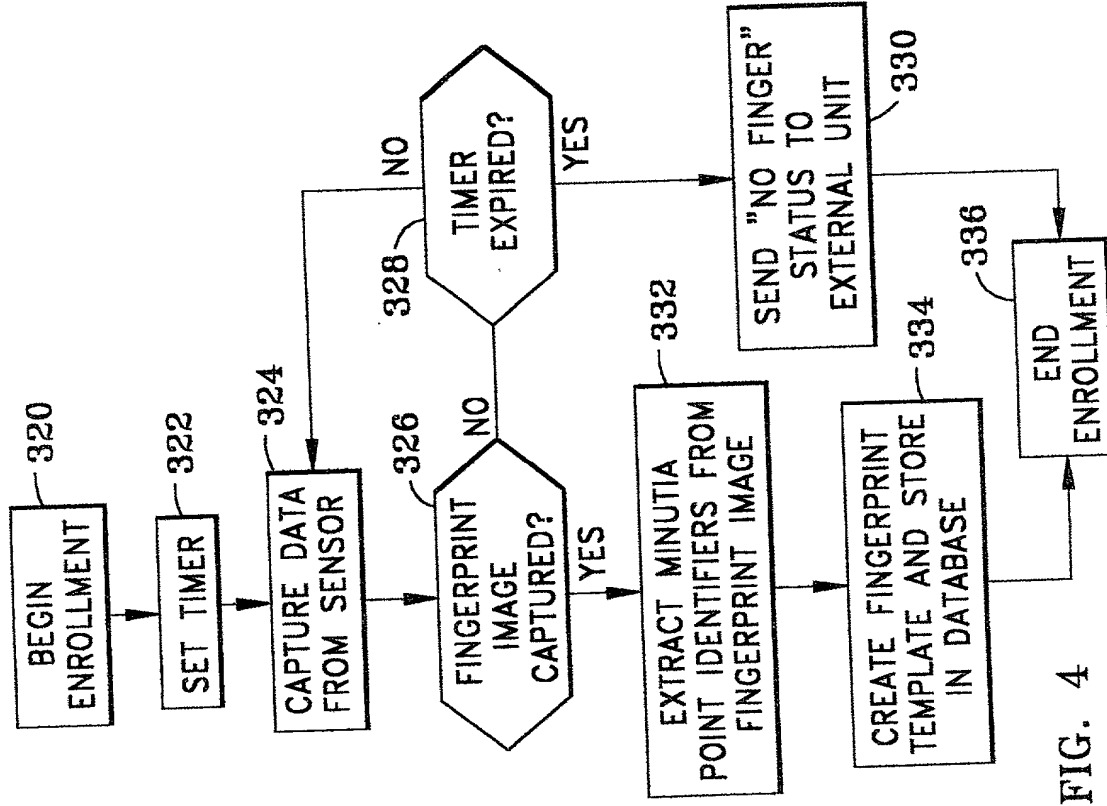 320
BEGIN
ENROLLMENT
322
SET TIMER
324
CAPTURE DATA
FROM SENSOR
326
FINGERPRINT
IMAGE
CAPTURED?
NO
YES
328
TIMER
EXPIRED?
NO
YES
330
SEND "NO FINGER"
STATUS TO
EXTERNAL UNIT
332
EXTRACT MINUTIA
POINT IDENTIFIERS FROM
FINGERPRINT IMAGE
334
CREATE FINGERPRINT
TEMPLATE AND STORE
IN DATABASE
336
END
ENROLLMENT
FIG. 4